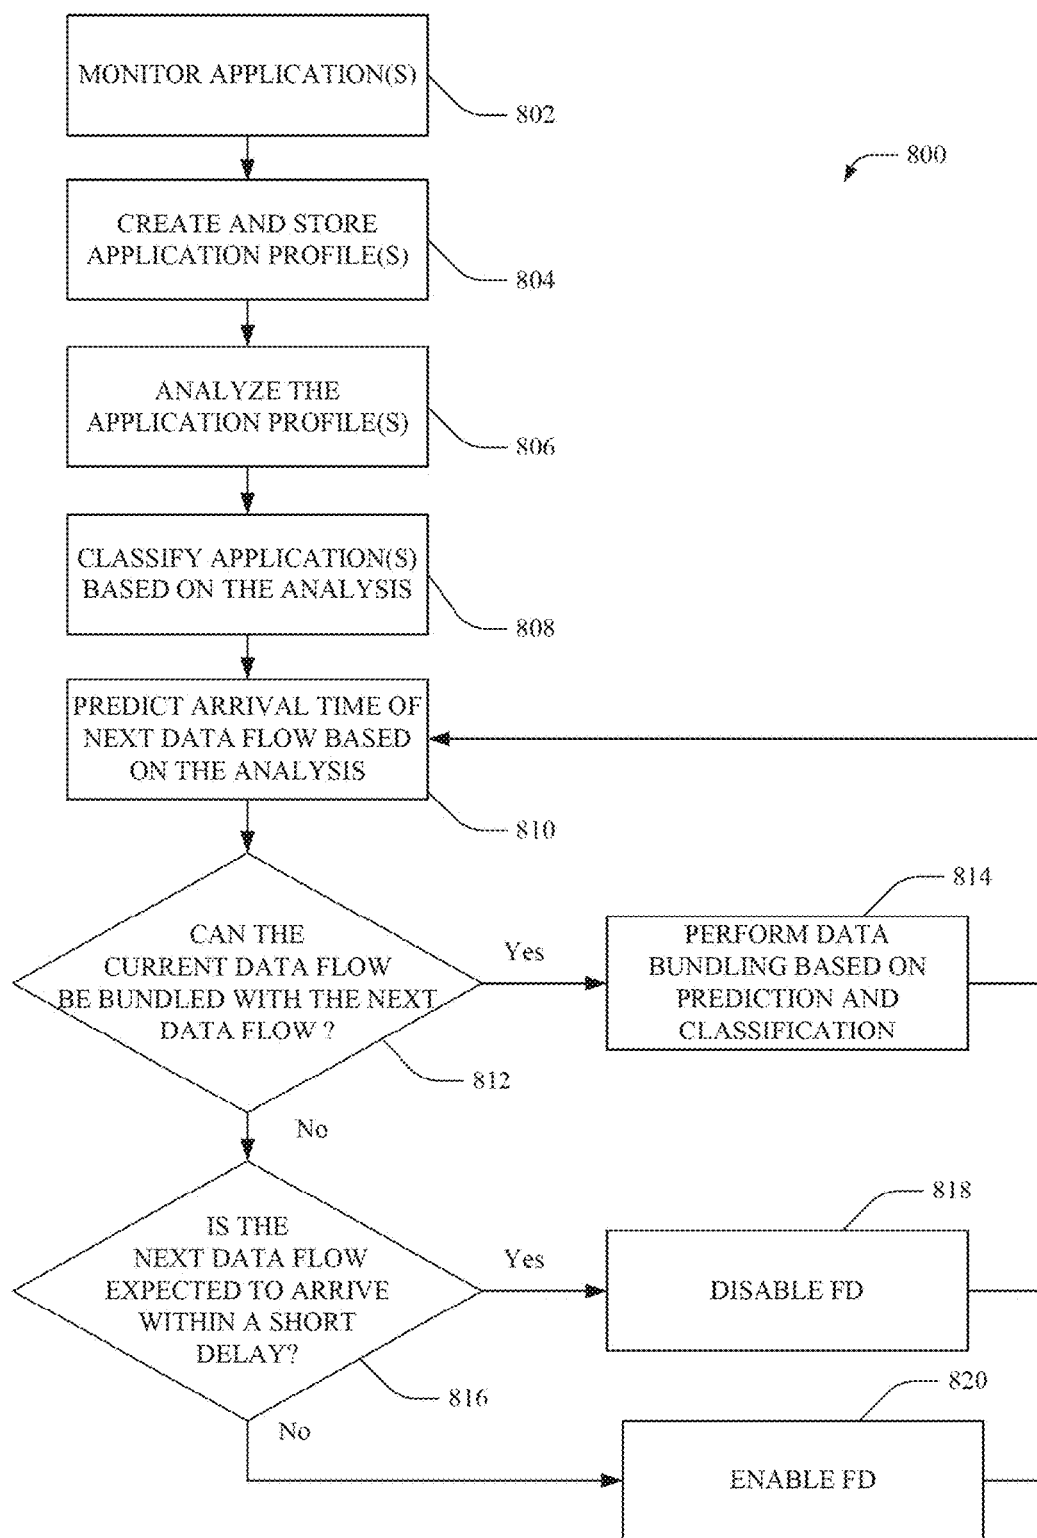 MONITOR APPLICATION(S)
802
800
CREATE AND STORE
APPLICATION PROFILE(S)
804
ANALYZE THE
APPLICATION PROFILE(S)
806
CLASSIFY APPLICATION(S)
BASED ON THE ANALYSIS
808
PREDICT ARRIVAL TIME OF
NEXT DATA FLOW BASED
ON THE ANALYSIS
810
CAN THE
CURRENT DATA FLOW
BE BUNDLED WITH THE NEXT
DATA FLOW ?
812
Yes
814
PERFORM DATA
BUNDLING BASED ON
PREDICTION AND
CLASSIFICATION
No
IS THE
NEXT DATA FLOW
EXPECTED TO ARRIVE
WITHIN A SHORT
DELAY?
816
Yes
818
DISABLE FD
No
820
ENABLE FD